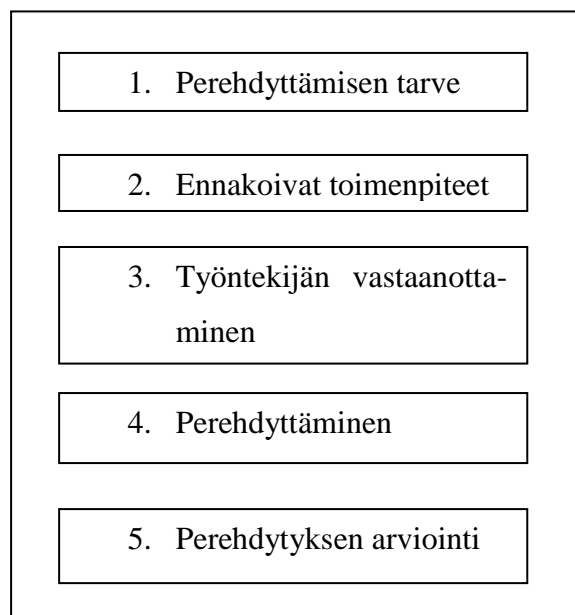 1. Perehdyttämisen tarve
2. Ennakoivat toimenpiteet
3. Työntekijän vastaanotta-
minen
4. Perehdyttäminen
5. Perehdytyksen arviointi